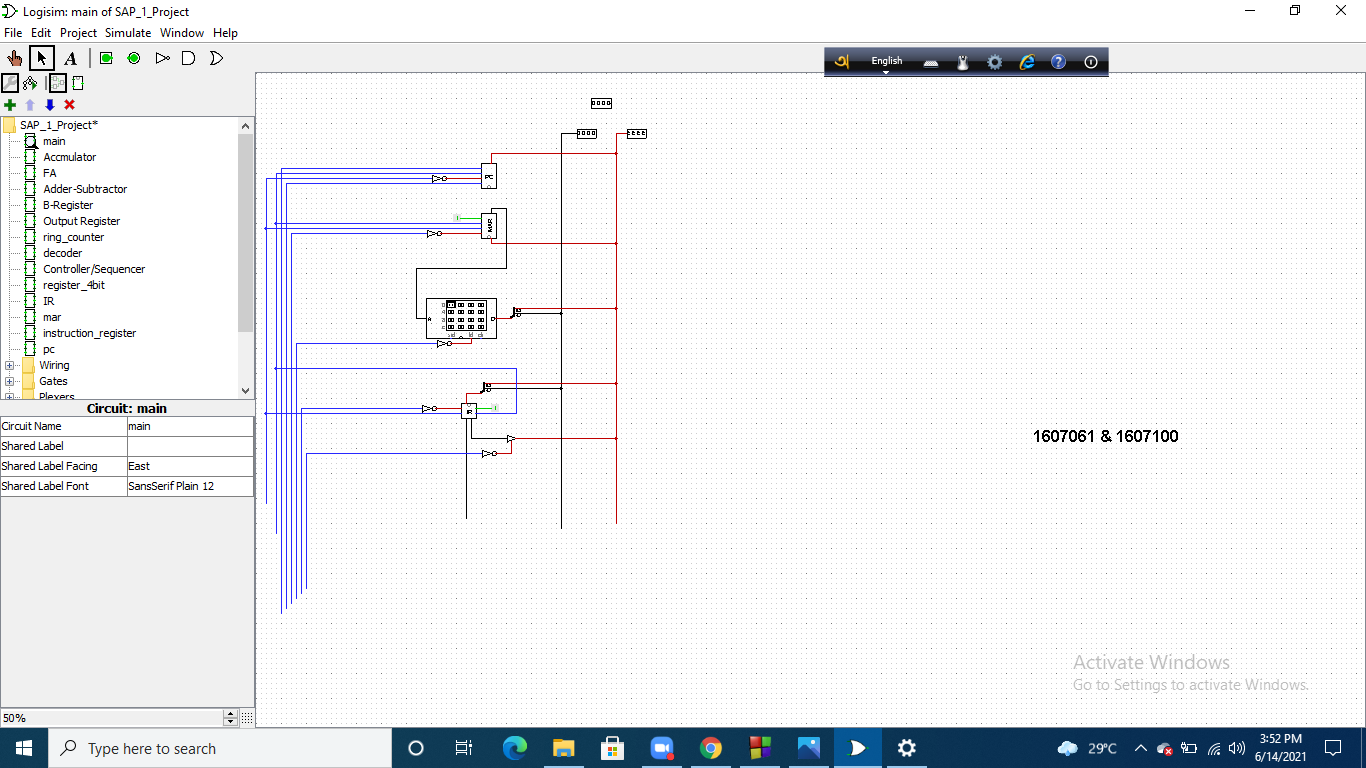 Logisim: main of SAP_1_Project
File Edit Project Simulate Window Help
A
English
SAP_1_Project*
main
Accmulator
FA
Adder-Subtractor
B-Register
Output Register
ring_counter
decoder
Controller/Sequencer
register_4bit
IR
mar
instruction_register
pc
Wiring
Gates
Plexers
Circuit: main
Circuit Name main
Shared Label
Shared Label Facing East
Shared Label Font SansSerif Plain 12
50%
PC
MAR
A
D
IR
1607061 & 1607100
Activate Windows
Go to Settings to activate Windows.
Type here to search
29°C
3:52 PM
6/14/2021